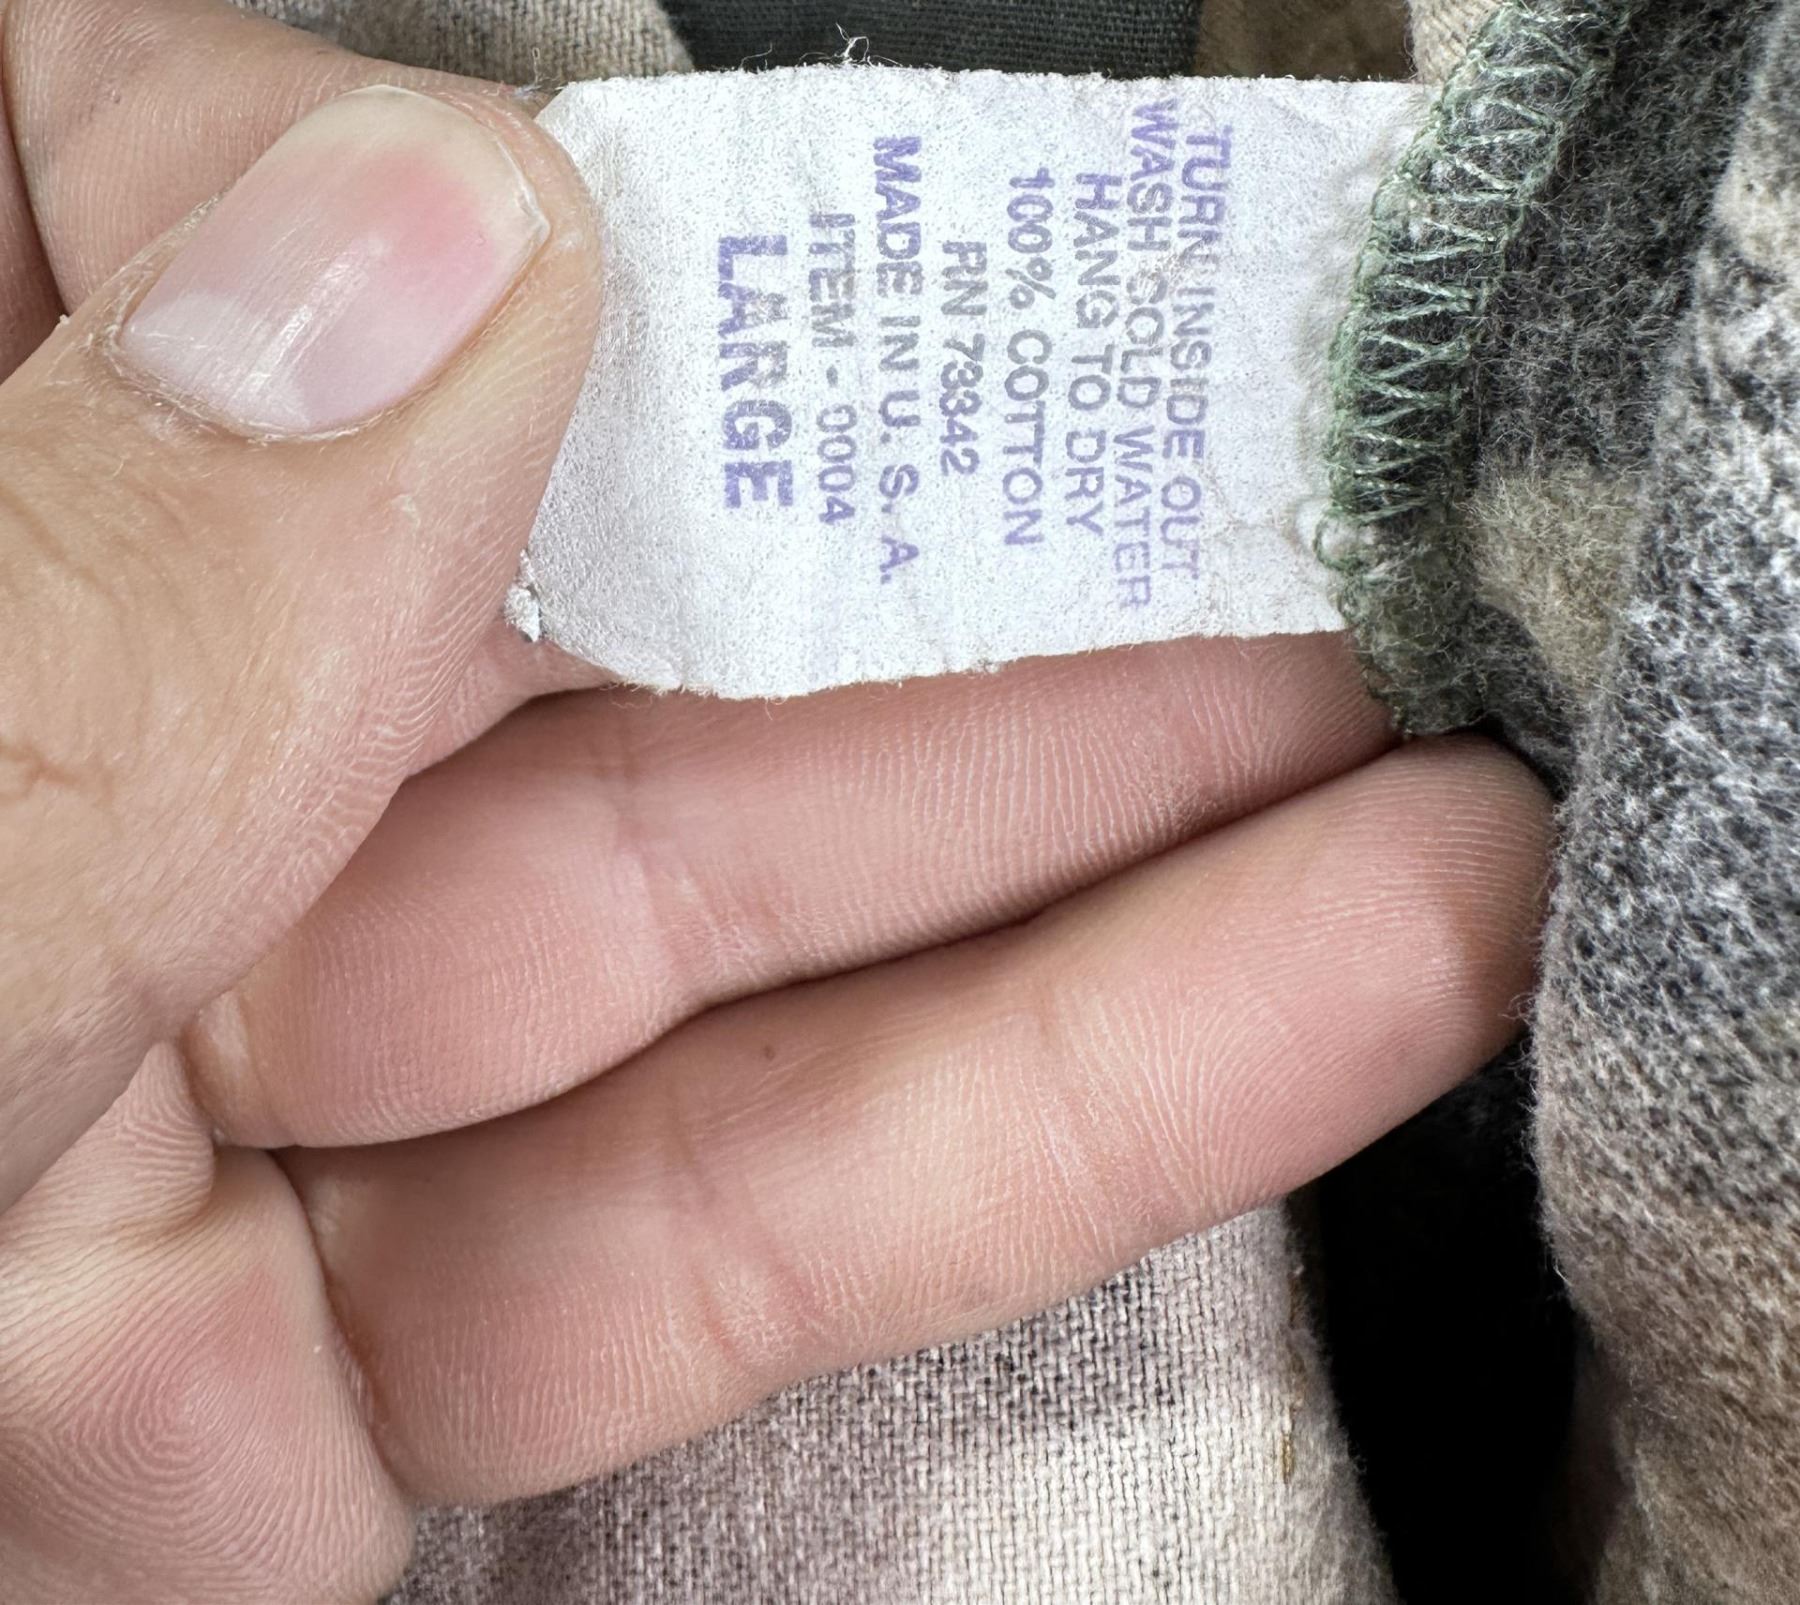 TURN INSIDE OUT
WASH COLD WATER
HANG TO DRY
100% COTTON
RN 73342
MADE IN U. S. A.
ITEM - 0004
LARGE